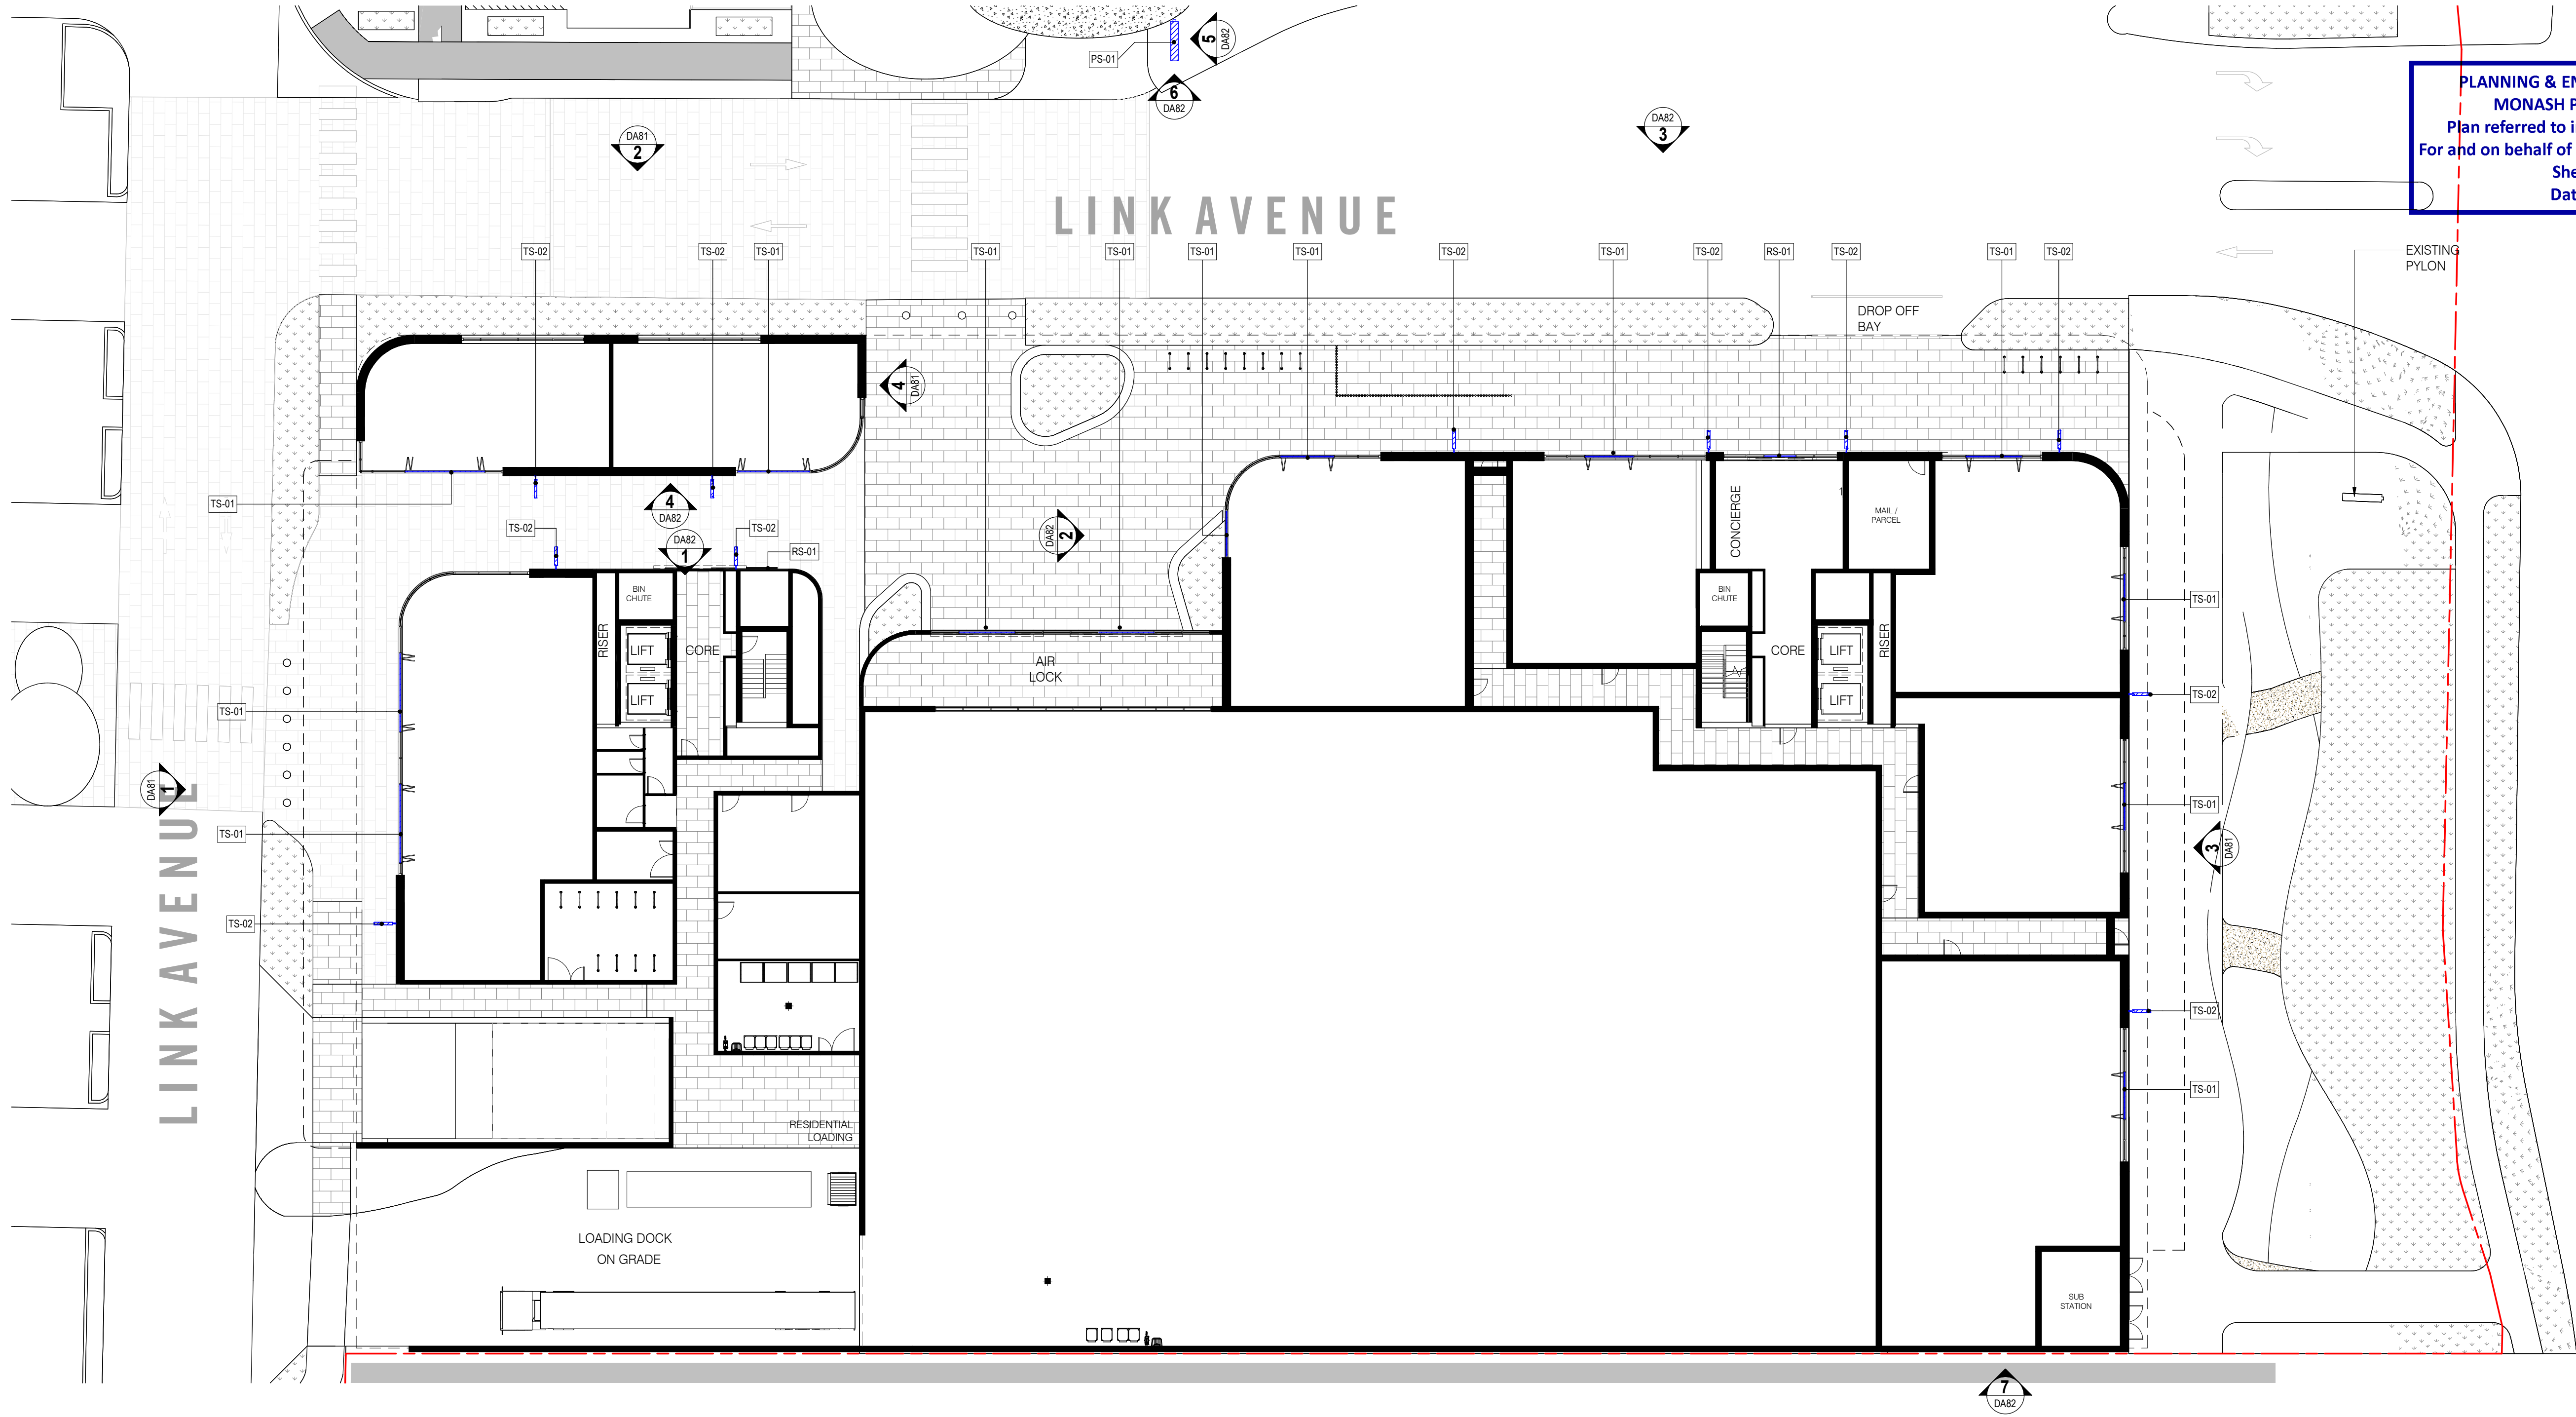 PS-01
5
DA82
6
DA82
DA81
2
DA82
3
PLANNING & EN
MONASH P
Plan referred to i
For and on behalf of
She
Dat
LINK AVENUE
TS-02
TS-02
TS-01
TS-01
TS-01
TS-01
TS-01
TS-02
TS-01
TS-02
RS-01
TS-02
TS-01
TS-02
EXISTING
PYLON
DROP OFF
BAY
4
DA81
TS-01
4
DA82
TS-02
DA82
1
TS-02
RS-01
DA82
2
CONCIERGE
MAIL /
PARCEL
BIN
CHUTE
RISER
LIFT
CORE
LIFT
AIR
LOCK
BIN
CHUTE
CORE
LIFT
RISER
LIFT
TS-01
TS-02
TS-01
DA81
1
TS-01
TS-01
3
DA81
LINK AVENUE
TS-02
TS-02
TS-01
RESIDENTIAL
LOADING
LOADING DOCK
ON GRADE
SUB
STATION
7
DA82